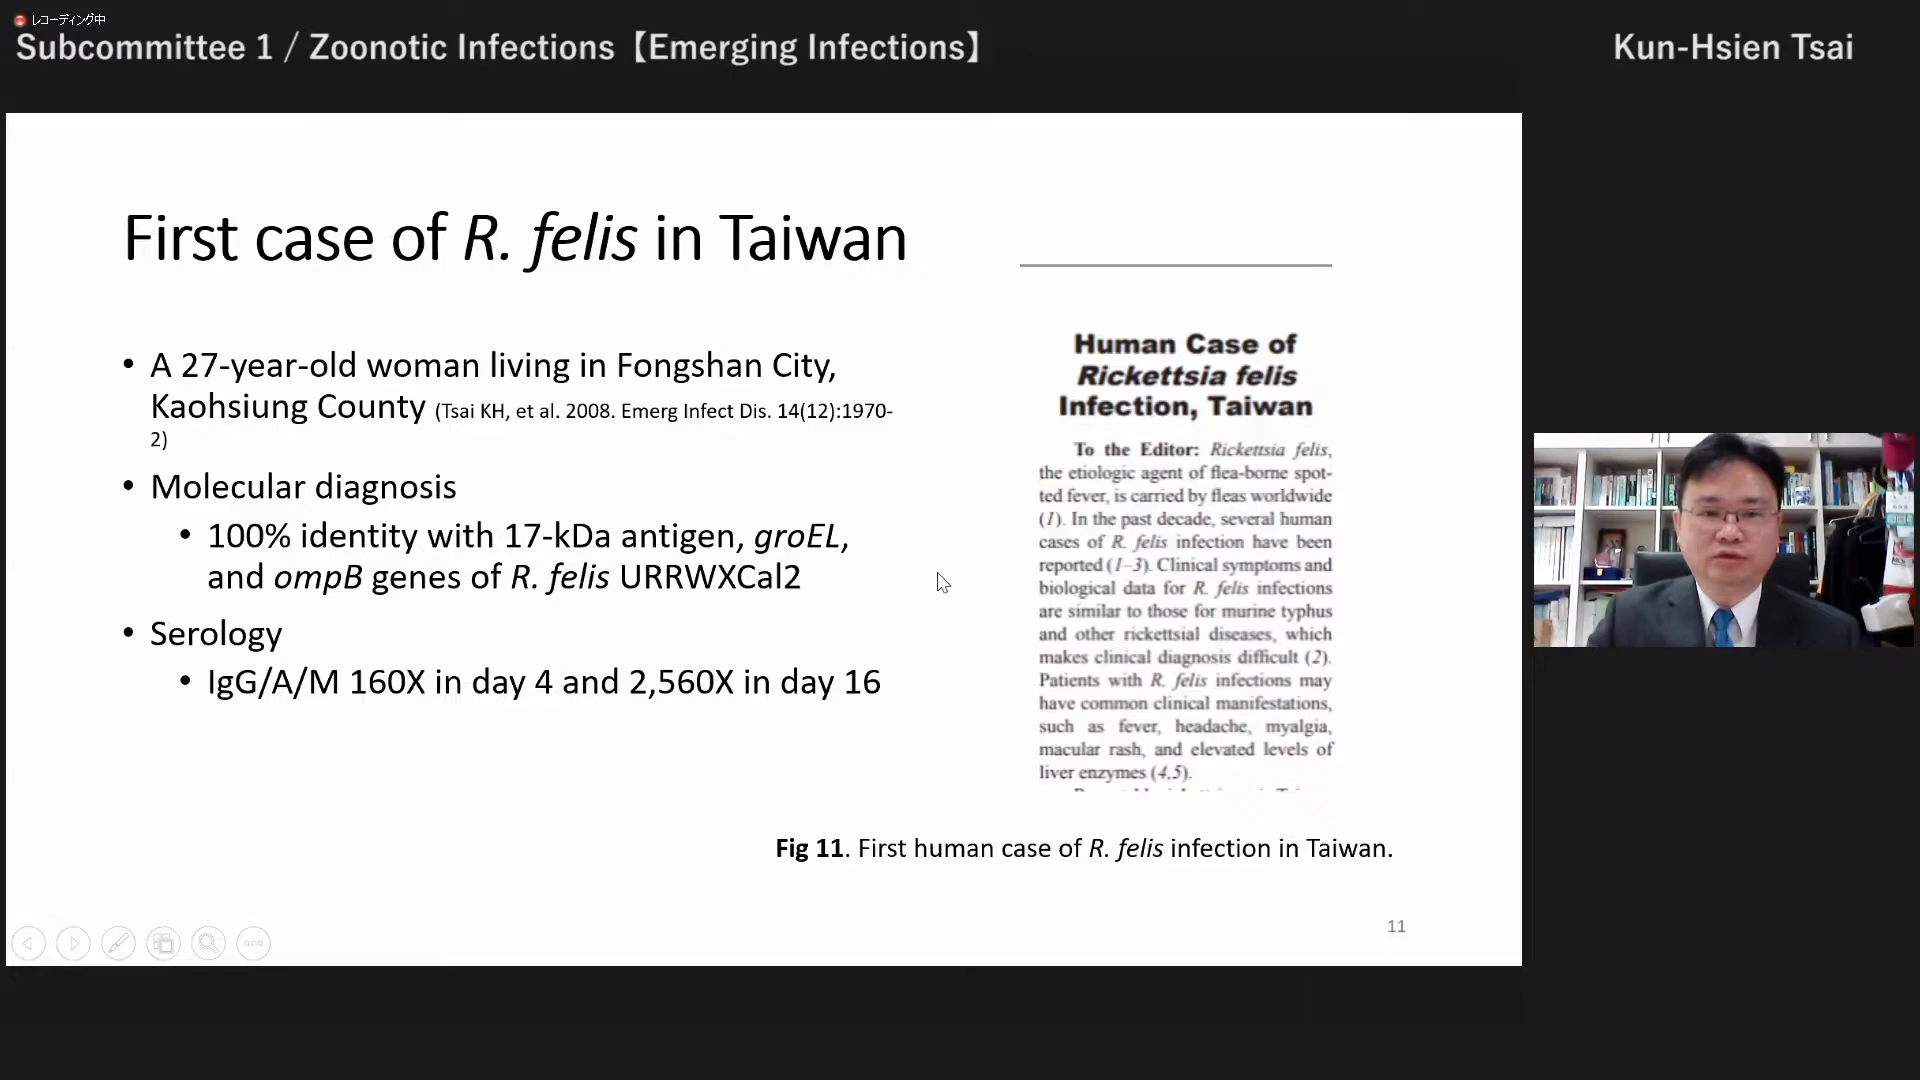 レコーディング中
Subcommittee 1 / Zoonotic Infections【Emerging Infections】
Kun-Hsien Tsai
First case of R. felis in Taiwan
• A 27-year-old woman living in Fongshan City,
Kaohsiung County (Tsai KH, et al. 2008. Emerg Infect Dis. 14(12):1970-
2)
• Molecular diagnosis
• 100% identity with 17-kDa antigen, groEL,
and ompB genes of R. felis URRWXCal2
• Serology
• IgG/A/M 160X in day 4 and 2,560X in day 16
Human Case of
Rickettsia felis
Infection, Taiwan
To the Editor: Rickettsia felis,
the etiologic agent of flea-borne spot-
ted fever, is carried by fleas worldwide
(1). In the past decade, several human
cases of R. felis infection have been
reported (1–3). Clinical symptoms and
biological data for R. felis infections
are similar to those for murine typhus
and other rickettsial diseases, which
makes clinical diagnosis difficult (2).
Patients with R. felis infections may
have common clinical manifestations,
such as fever, headache, myalgia,
macular rash, and elevated levels of
liver enzymes (4,5).
Fig 11. First human case of R. felis infection in Taiwan.
11